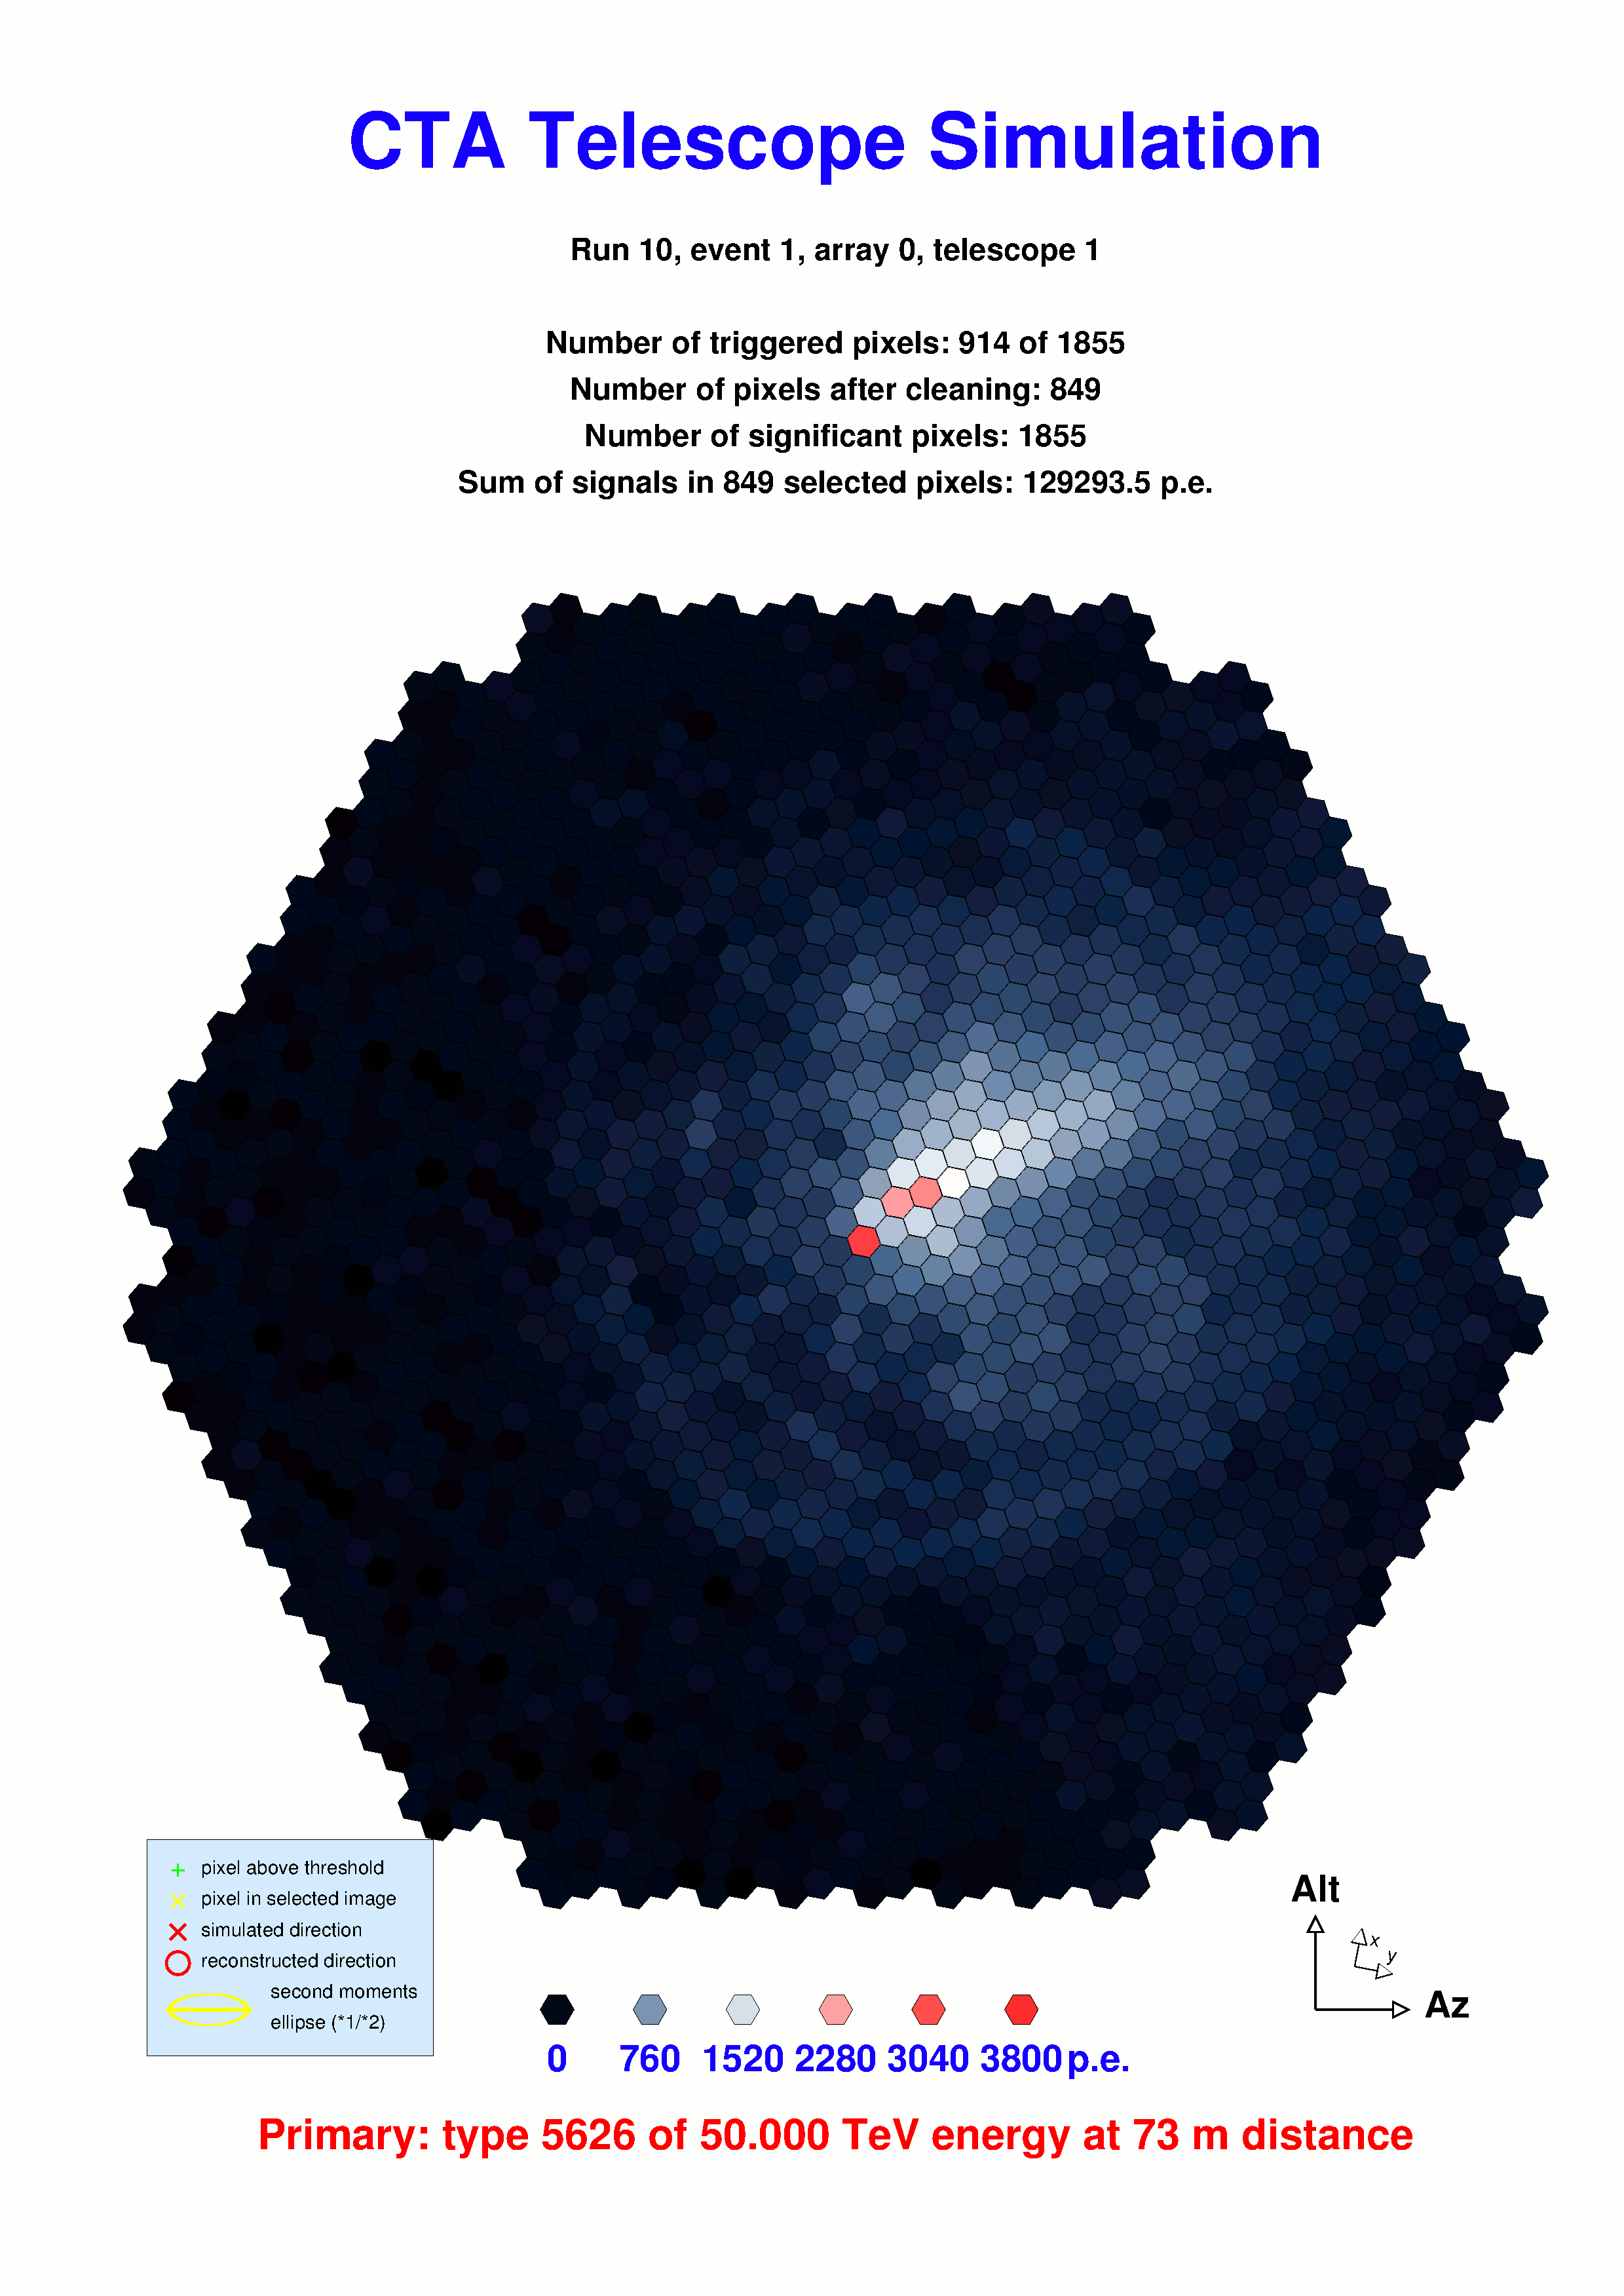 CTA Telescope Simulation
Run 10, event 1, array 0, telescope 1
Number of triggered pixels: 914 of 1855
Number of pixels after cleaning: 849
Number of significant pixels: 1855
Sum of signals in 849 selected pixels: 129293.5 p.e.
pixel above threshold
pixel in selected image
simulated direction
reconstructed direction
second moments
ellipse (*1/*2)
Alt
x
y
Az
0 760 1520 2280 3040 3800 p.e.
Primary: type 5626 of 50.000 TeV energy at 73 m distance